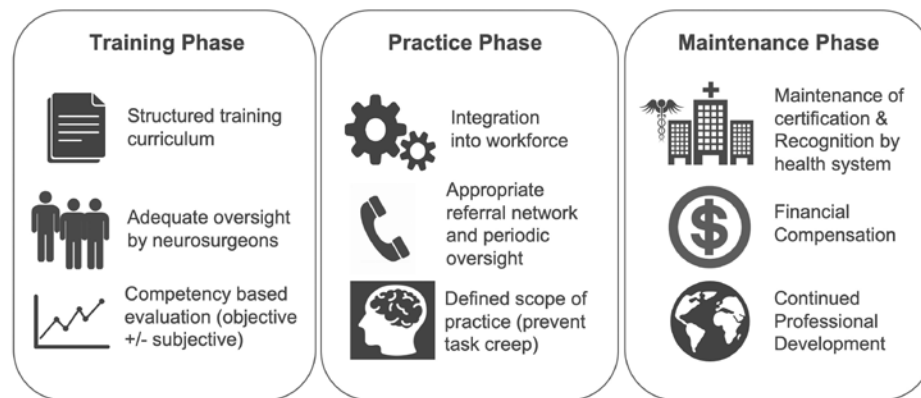 Training Phase
Structured training
curriculum
Adequate oversight
by neurosurgeons
Competency based
evaluation (objective
+/- subjective)
Practice Phase
Integration
into workforce
Appropriate
referral network
and periodic
oversight
Defined scope of
practice (prevent
task creep)
Maintenance Phase
Maintenance of
certification &
Recognition by
health system
Financial
Compensation
Continued
Professional
Development